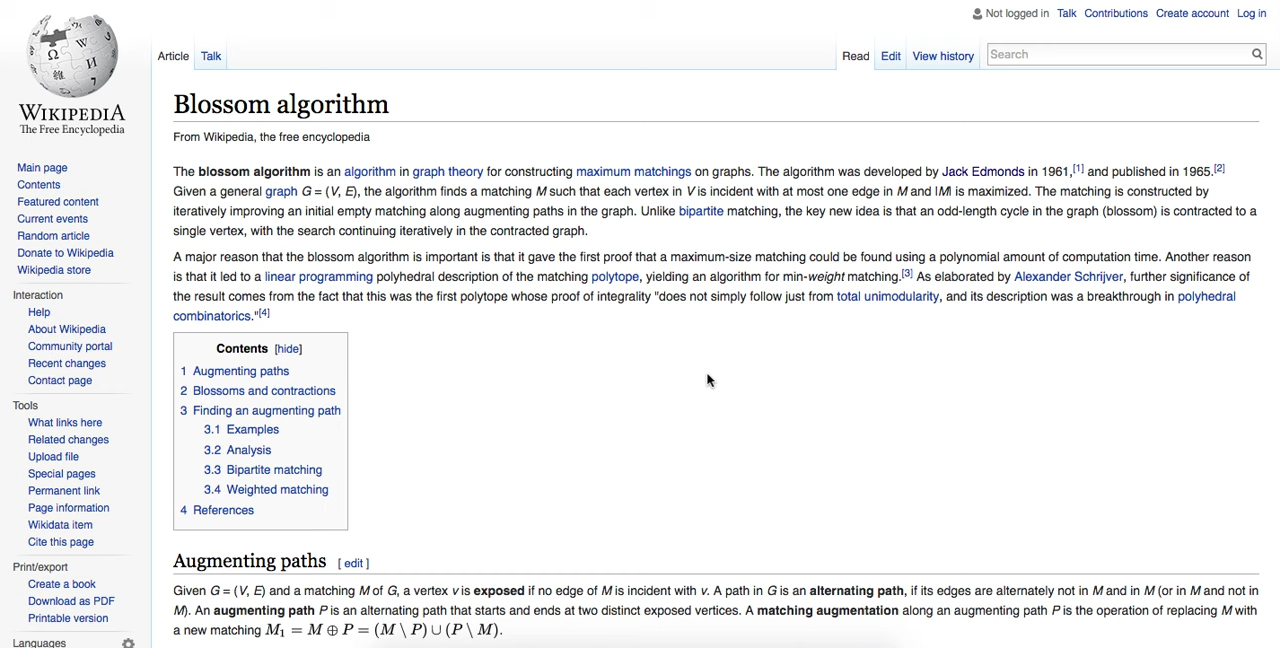 Not logged in Talk Contributions Create account Log in
Article Talk Read Edit View history Search
WIKIPEDIA
The Free Encyclopedia
Main page
Contents
Featured content
Current events
Random article
Donate to Wikipedia
Wikipedia store
Interaction
Help
About Wikipedia
Community portal
Recent changes
Contact page
Tools
What links here
Related changes
Upload file
Special pages
Permanent link
Page information
Wikidata item
Cite this page
Print/export
Create a book
Download as PDF
Printable version
Languages
Blossom algorithm
From Wikipedia, the free encyclopedia
The blossom algorithm is an algorithm in graph theory for constructing maximum matchings on graphs. The algorithm was developed by Jack Edmonds in 1961,[1] and published in 1965.[2]
Given a general graph G = (V, E), the algorithm finds a matching M such that each vertex in V is incident with at most one edge in M and |M| is maximized. The matching is constructed by
iteratively improving an initial empty matching along augmenting paths in the graph. Unlike bipartite matching, the key new idea is that an odd-length cycle in the graph (blossom) is contracted to a
single vertex, with the search continuing iteratively in the contracted graph.
A major reason that the blossom algorithm is important is that it gave the first proof that a maximum-size matching could be found using a polynomial amount of computation time. Another reason
is that it led to a linear programming polyhedral description of the matching polytope, yielding an algorithm for min-weight matching.[3] As elaborated by Alexander Schrijver, further significance of
the result comes from the fact that this was the first polytope whose proof of integrality "does not simply follow just from total unimodularity, and its description was a breakthrough in polyhedral
combinatorics."[4]
Contents [hide]
1 Augmenting paths
2 Blossoms and contractions
3 Finding an augmenting path
3.1 Examples
3.2 Analysis
3.3 Bipartite matching
3.4 Weighted matching
4 References
Augmenting paths [ edit ]
Given G = (V, E) and a matching M of G, a vertex v is exposed if no edge of M is incident with v. A path in G is an alternating path, if its edges are alternately not in M and in M (or in M and not in
M). An augmenting path P is an alternating path that starts and ends at two distinct exposed vertices. A matching augmentation along an augmenting path P is the operation of replacing M with
a new matching M₁ = M ⊕ P = (M \ P) ∪ (P \ M).